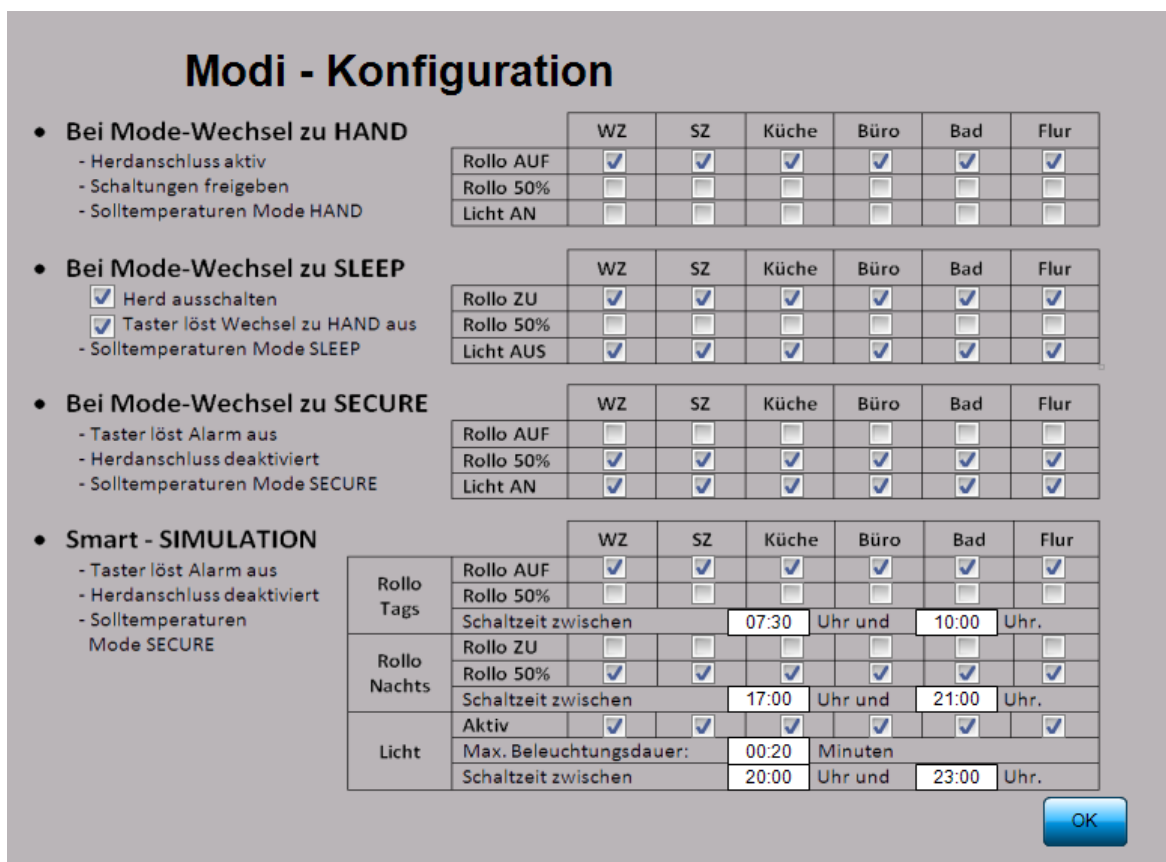 Modi - Konfiguration
• Bei Mode-Wechsel zu HAND WZ SZ Küche Büro Bad Flur
- Herdanschluss aktiv Rollo AUF
- Schaltungen freigeben Rollo 50%
- Solltemperaturen Mode HAND Licht AN
• Bei Mode-Wechsel zu SLEEP WZ SZ Küche Büro Bad Flur
Herd ausschalten Rollo ZU
Taster löst Wechsel zu HAND aus Rollo 50%
- Solltemperaturen Mode SLEEP Licht AUS
• Bei Mode-Wechsel zu SECURE WZ SZ Küche Büro Bad Flur
- Taster löst Alarm aus Rollo AUF
- Herdanschluss deaktiviert Rollo 50%
- Solltemperaturen Mode SECURE Licht AN
• Smart - SIMULATION WZ SZ Küche Büro Bad Flur
- Taster löst Alarm aus
- Herdanschluss deaktiviert
- Solltemperaturen
Mode SECURE
Rollo
Tags
Rollo AUF
Rollo 50%
Schaltzeit zwischen 07:30 Uhr und 10:00 Uhr.
Rollo
Nachts
Rollo ZU
Rollo 50%
Schaltzeit zwischen 17:00 Uhr und 21:00 Uhr.
Licht
Aktiv
Max. Beleuchtungsdauer: 00:20 Minuten
Schaltzeit zwischen 20:00 Uhr und 23:00 Uhr.
OK